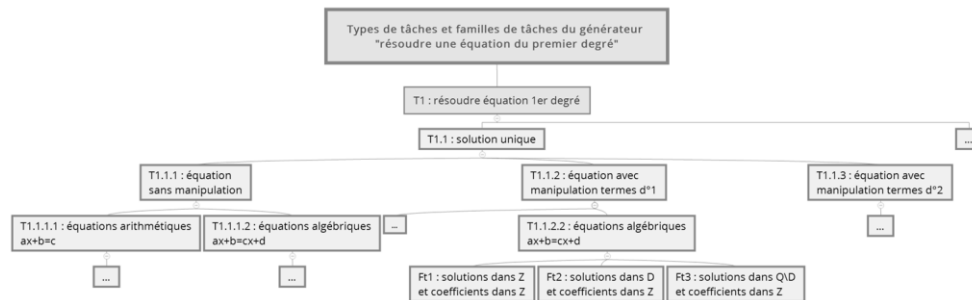 Types de tâches et familles de tâches du générateur
"résoudre une équation du premier degré"
T1 : résoudre équation 1er degré
T1.1 : solution unique
...
T1.1.1 : équation
sans manipulation
T1.1.2 : équation avec
manipulation termes d°1
T1.1.3 : équation avec
manipulation termes d°2
T1.1.1.1 : équations arithmétiques
ax+b=c
T1.1.1.2 : équations algébriques
ax+b=cx+d
...
T1.1.2.2 : équations algébriques
ax+b=cx+d
...
...
...
Ft1 : solutions dans Z
et coefficients dans Z
Ft2 : solutions dans D
et coefficients dans Z
Ft3 : solutions dans Q\D
et coefficients dans Z